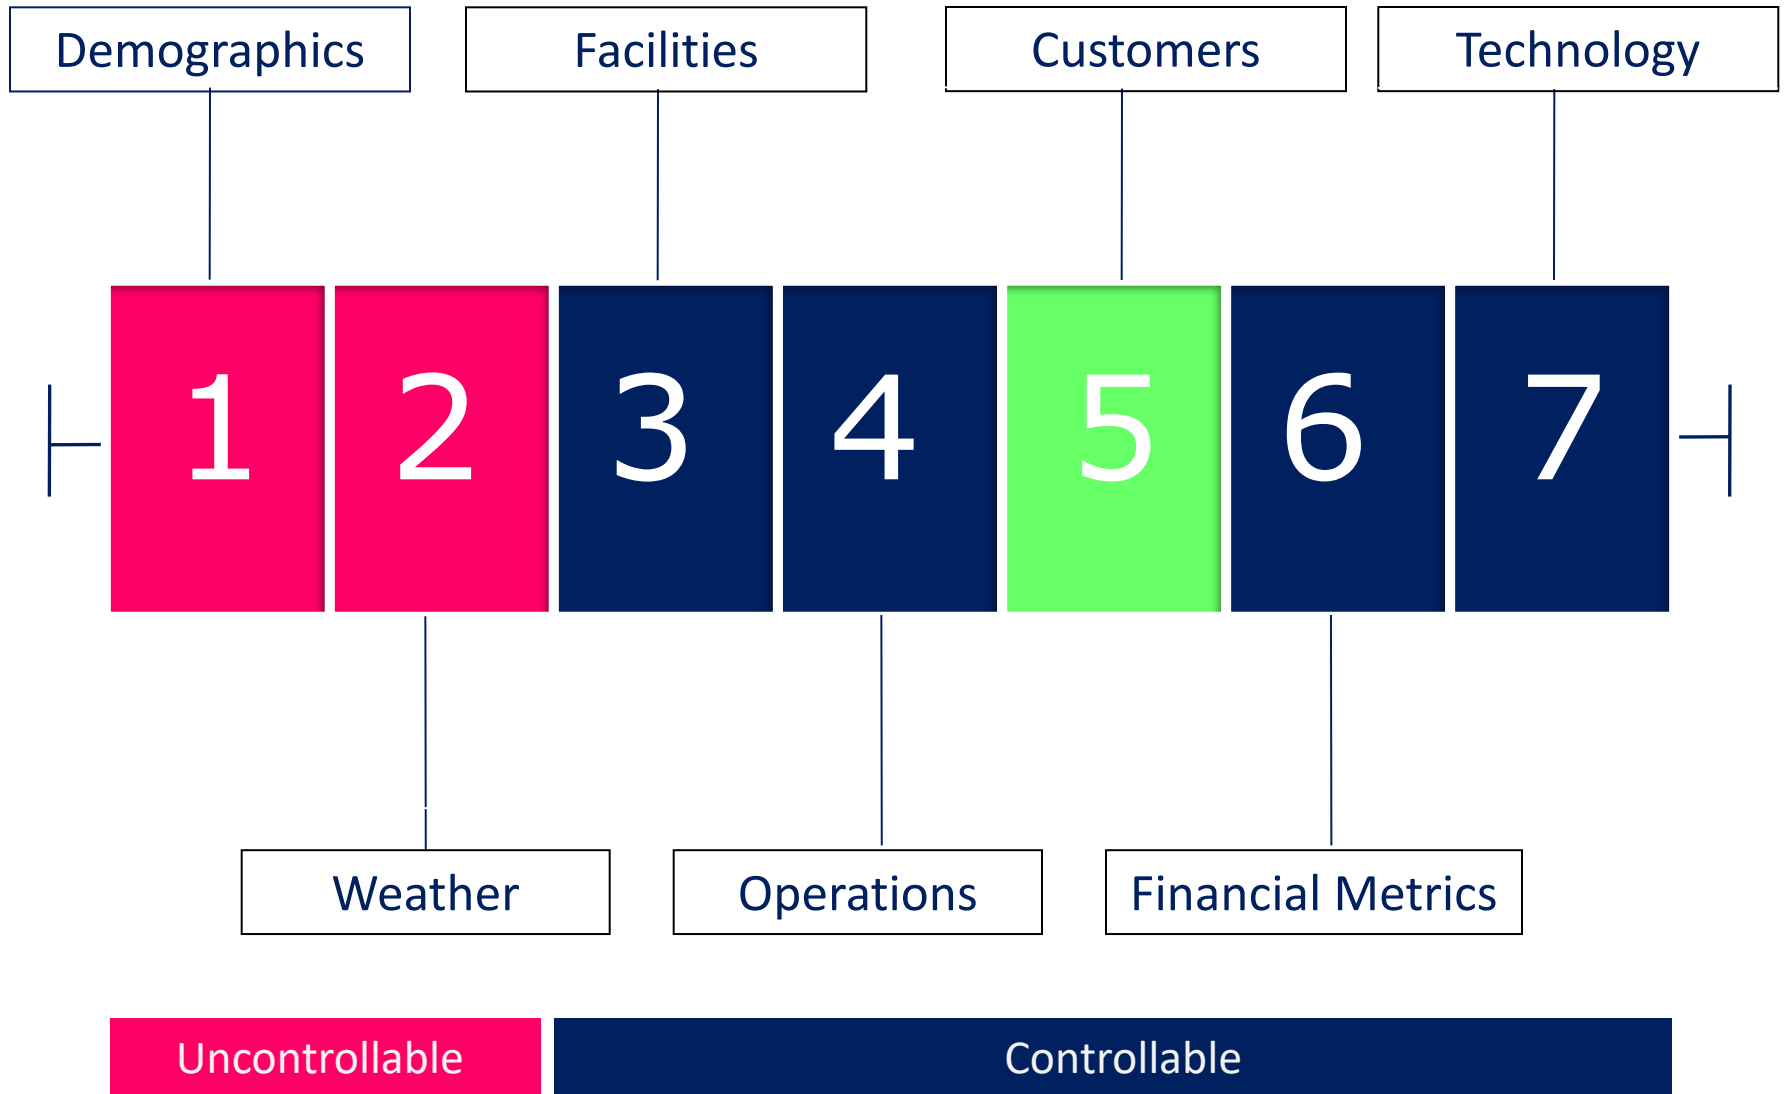 Demographics
Facilities
Customers
Technology
1
2
3
4
5
6
7
Weather
Operations
Financial Metrics
Uncontrollable
Controllable